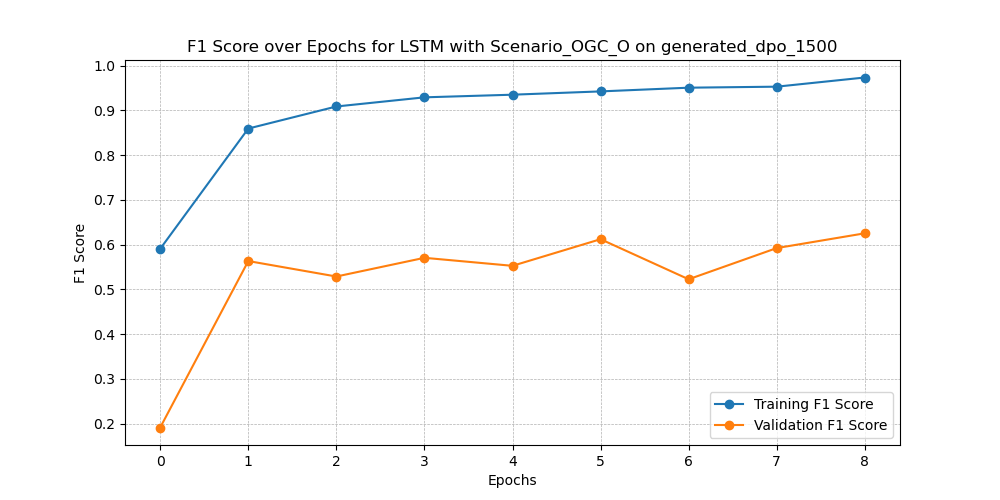 F1 Score over Epochs for LSTM with Scenario_OGC_O on generated_dpo_1500
1.0
0.9
0.8
0.7
0.6
0.5
0.4
0.3
0.2
F1 Score
Training F1 Score
Validation F1 Score
0 1 2 3 4 5 6 7 8
Epochs